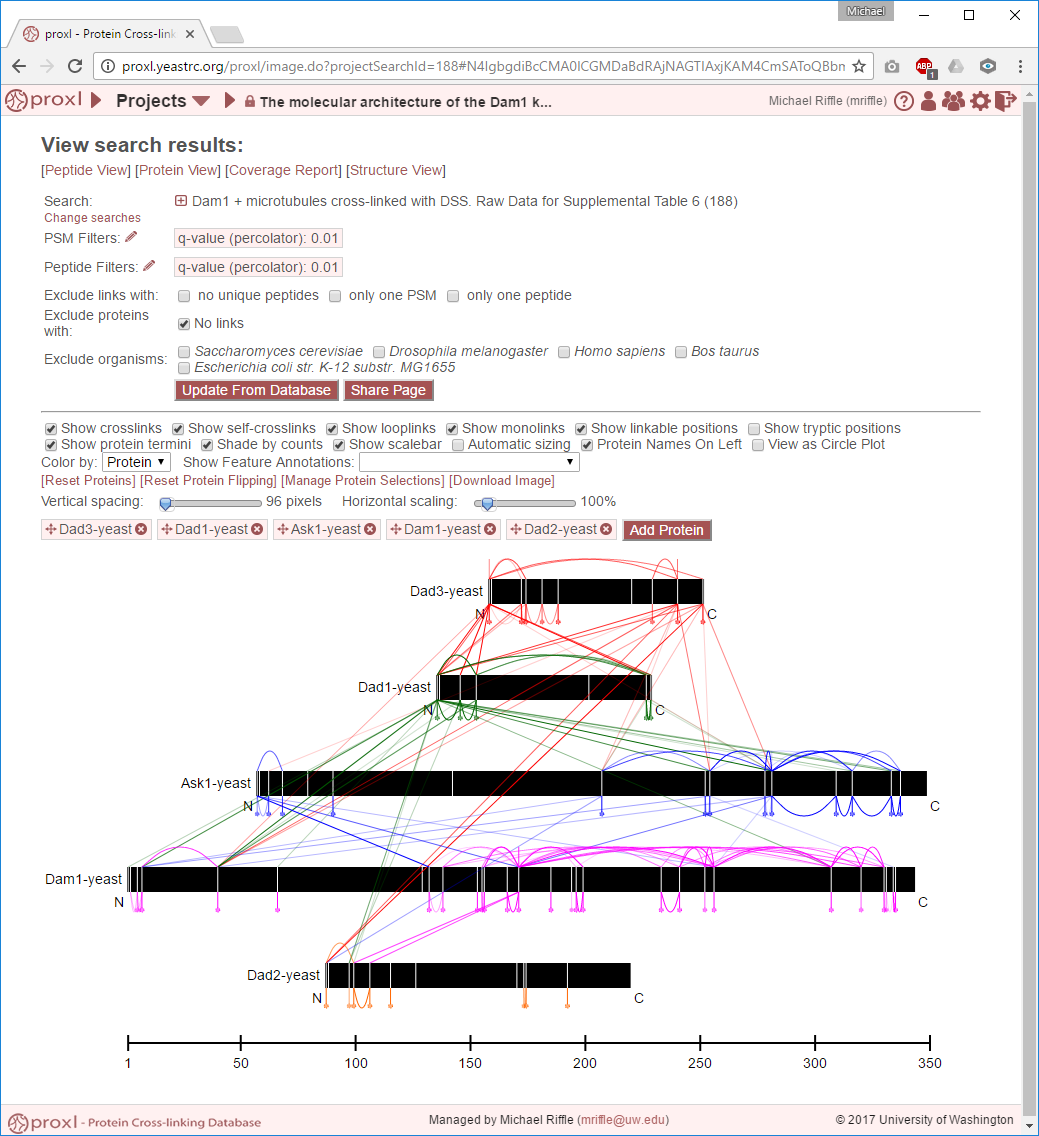 Michael
proxl - Protein Cross-link
proxl.yeastrc.org/proxl/image.do?projectSearchId=188#N4IgbgdiBcCMA0ICGMDaBdRAjNAGTIAxjKAM4CmSAToQBbn
ABP
1
proxl Projects The molecular architecture of the Dam1 k... Michael Riffle (mriffle)
View search results:
[Peptide View] [Protein View] [Coverage Report] [Structure View]
Search: Dam1 + microtubules cross-linked with DSS. Raw Data for Supplemental Table 6 (188)
Change searches
PSM Filters: q-value (percolator): 0.01
Peptide Filters: q-value (percolator): 0.01
Exclude links with: no unique peptides only one PSM only one peptide
Exclude proteins with: No links
Exclude organisms: Saccharomyces cerevisiae Drosophila melanogaster Homo sapiens Bos taurus
Escherichia coli str. K-12 substr. MG1655
Update From Database Share Page
Show crosslinks Show self-crosslinks Show looplinks Show monolinks Show linkable positions Show tryptic positions
Show protein termini Shade by counts Show scalebar Automatic sizing Protein Names On Left View as Circle Plot
Color by: Protein Show Feature Annotations:
[Reset Proteins] [Reset Protein Flipping] [Manage Protein Selections] [Download Image]
Vertical spacing: 96 pixels Horizontal scaling: 100%
Dad3-yeast Dad1-yeast Ask1-yeast Dam1-yeast Dad2-yeast Add Protein
Dad3-yeast
N C
Dad1-yeast
N C
Ask1-yeast
N C
Dam1-yeast
N C
Dad2-yeast
N C
1 50 100 150 200 250 300 350
proxl - Protein Cross-linking Database Managed by Michael Riffle (mriffle@uw.edu) © 2017 University of Washington